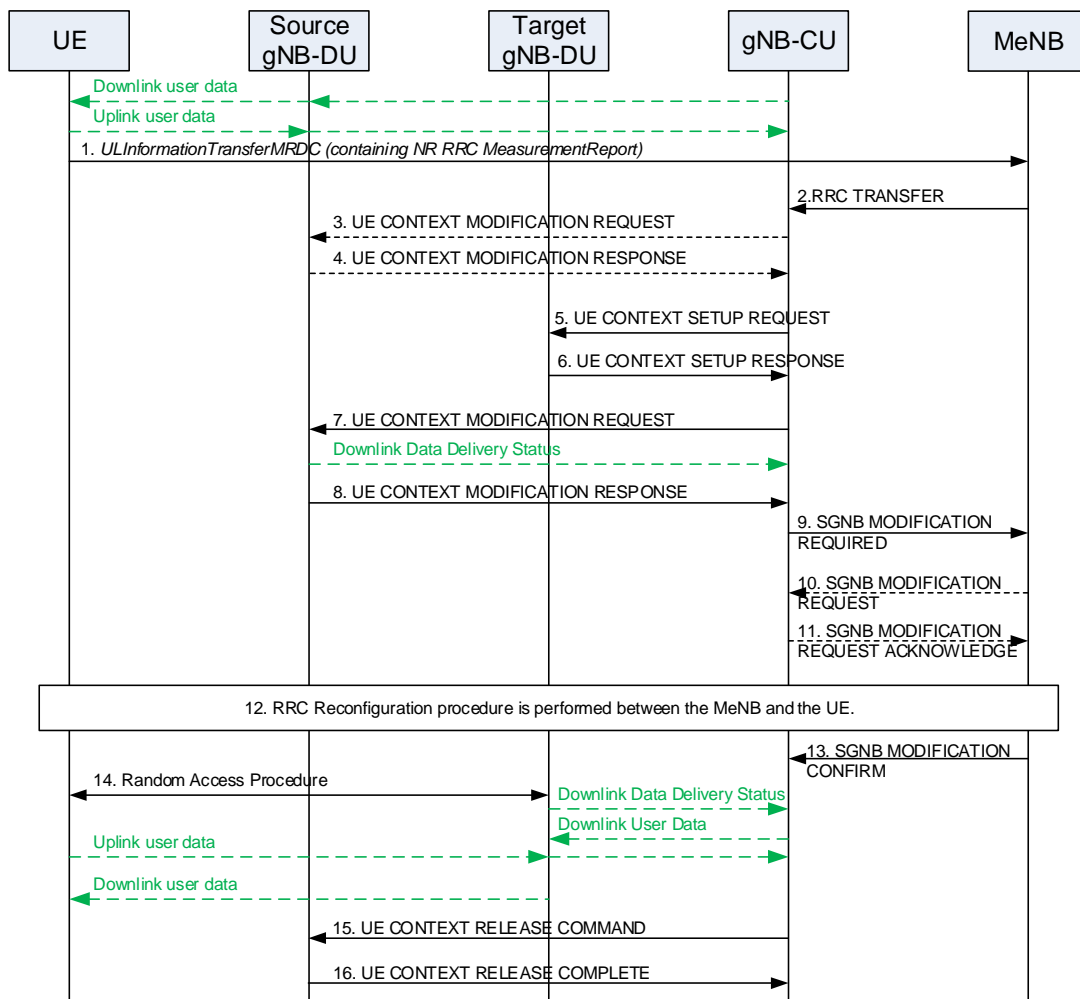 UE
Source
gNB-DU
Target
gNB-DU
gNB-CU
MeNB
Downlink user data
Uplink user data
1. ULInformationTransferMRDC (containing NR RRC MeasurementReport)
2.RRC TRANSFER
3. UE CONTEXT MODIFICATION REQUEST
4. UE CONTEXT MODIFICATION RESPONSE
5. UE CONTEXT SETUP REQUEST
6. UE CONTEXT SETUP RESPONSE
7. UE CONTEXT MODIFICATION REQUEST
Downlink Data Delivery Status
8. UE CONTEXT MODIFICATION RESPONSE
9. SGNB MODIFICATION
REQUIRED
10. SGNB MODIFICATION
REQUEST
11. SGNB MODIFICATION
REQUEST ACKNOWLEDGE
12. RRC Reconfiguration procedure is performed between the MeNB and the UE.
13. SGNB MODIFICATION
CONFIRM
14. Random Access Procedure
Downlink Data Delivery Status
Downlink User Data
Uplink user data
Downlink user data
15. UE CONTEXT RELEASE COMMAND
16. UE CONTEXT RELEASE COMPLETE